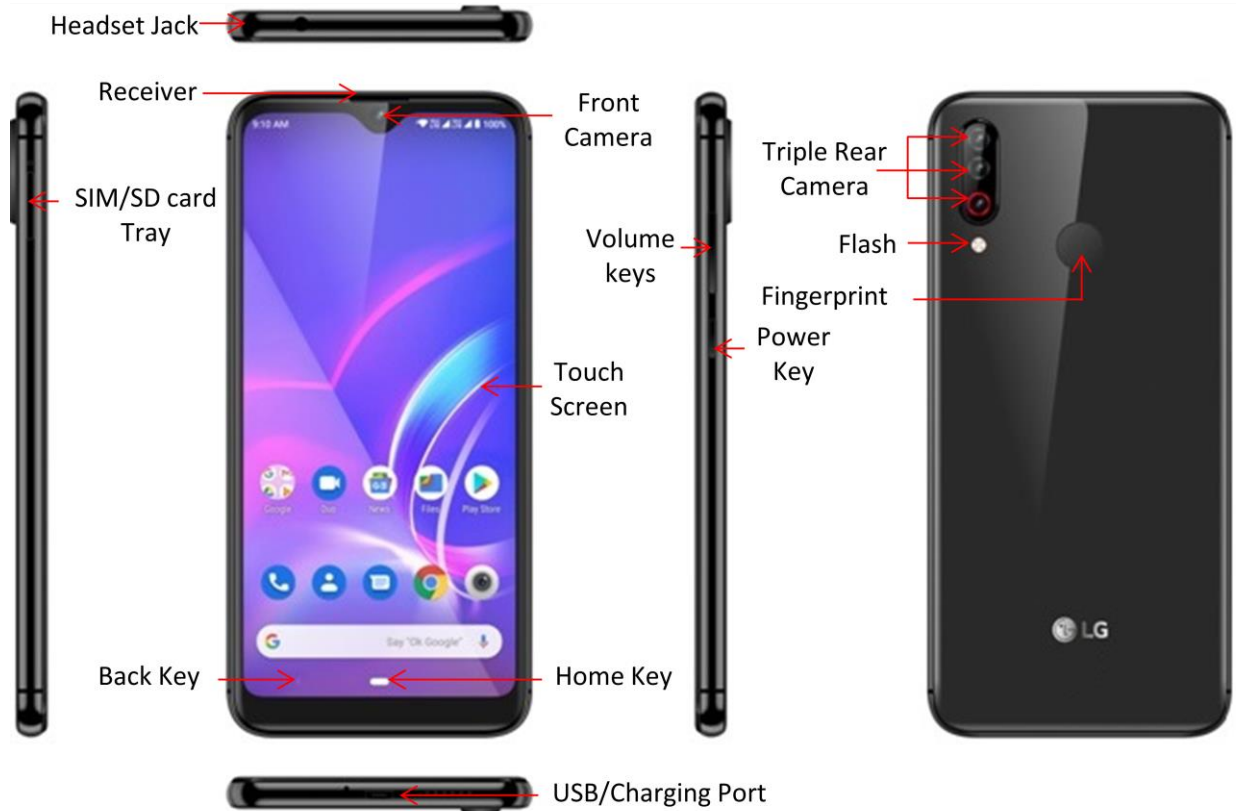 Headset Jack
Receiver
Front
Camera
9:10 AM
100%
SIM/SD card
Tray
Volume
keys
Triple Rear
Camera
Flash
Fingerprint
Power
Key
Touch
Screen
Google
Duo
News
Files
Play Store
G
Say "Ok Google"
LG
Back Key
Home Key
USB/Charging Port